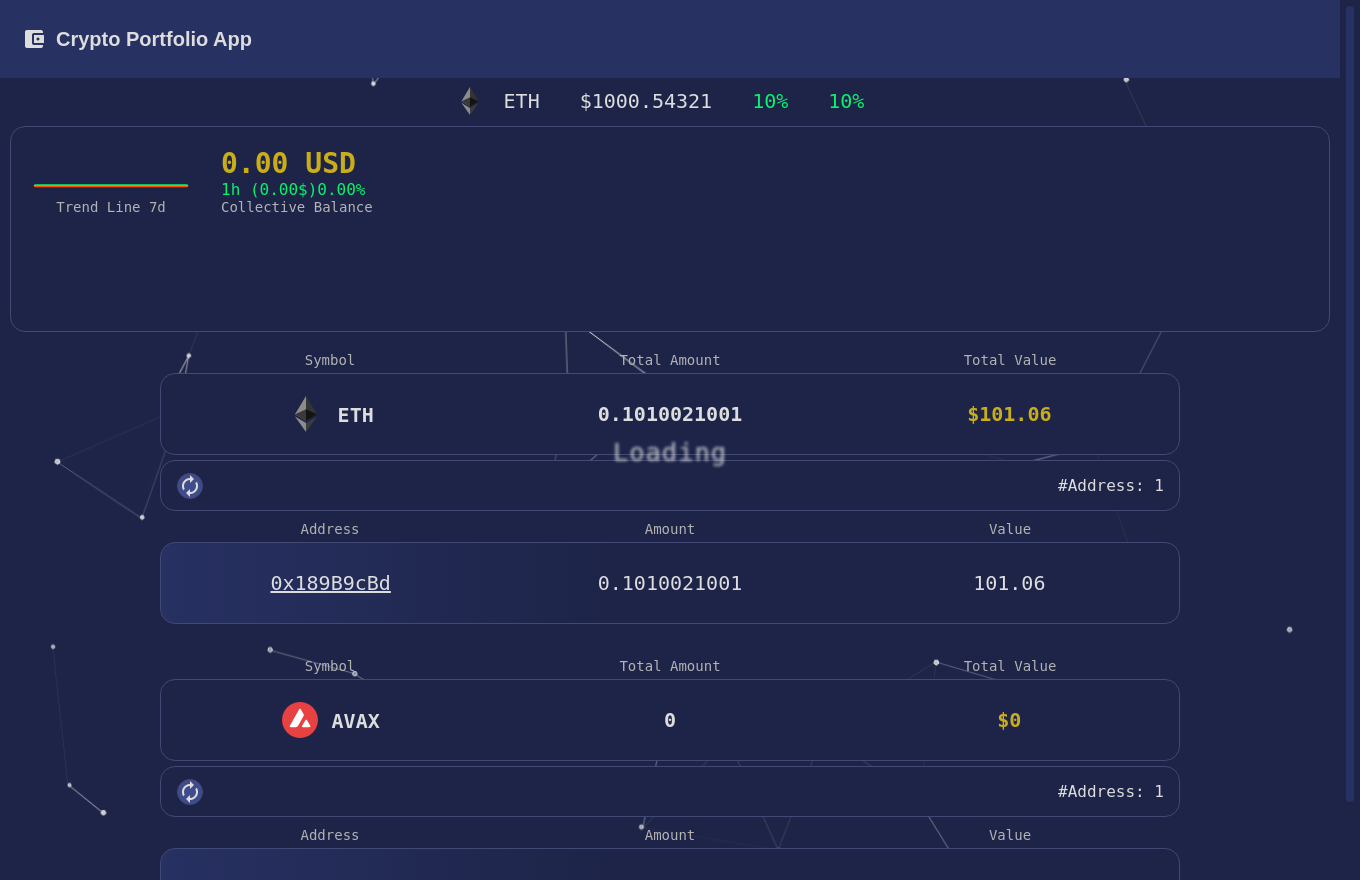 Crypto Portfolio App
ETH $1000.54321 10% 10%
0.00 USD
1h (0.00$)0.00%
Trend Line 7d Collective Balance
Symbol Total Amount Total Value
ETH 0.1010021001 $101.06
Loading
#Address: 1
Address Amount Value
0x189B9cBd 0.1010021001 101.06
Symbol Total Amount Total Value
AVAX 0 $0
#Address: 1
Address Amount Value